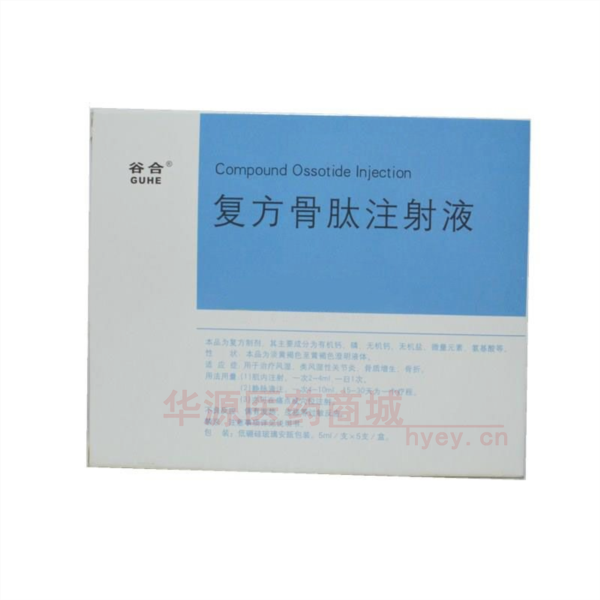 谷合®
GUHE
Compound Ossotide Injection
复方骨肽注射液
本品为复方制剂，其主要成分为有机钙、磷、无机钙、无机盐、微量元素、氨基酸等。
性 状：本品为淡黄褐色至黄褐色澄明液体。
适 应 症：用于治疗风湿、类风湿性关节炎、骨质增生、骨折。
用法用量：(1)肌内注射，一次2~4ml，一日1次。
华源医药商城
hyey.cn
包 装：低硼硅玻璃安瓿包装，5ml／支×5支／盒。